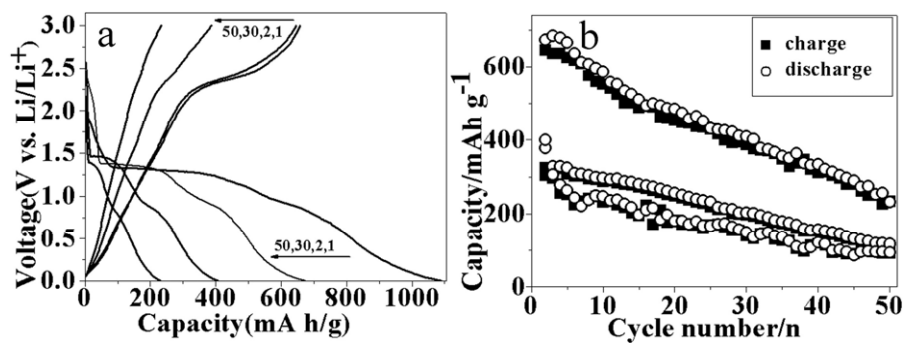 a
50,30,2,1
50,30,2,1
3.0
2.5
2.0
1.5
1.0
0.5
0.0
0 200 400 600 800 1000
Voltage(V vs. Li/Li+)
Capacity(mA h/g)
b
charge
discharge
600
400
200
0
0 10 20 30 40 50
Capacity/mAh g-1
Cycle number/n